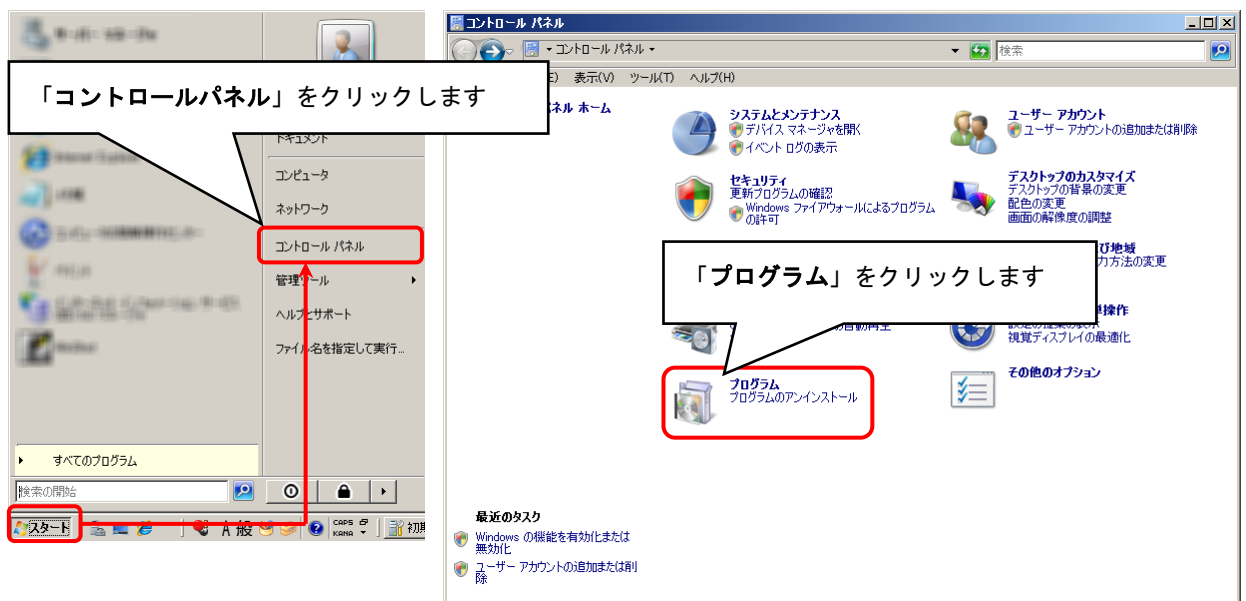 「コントロールパネル」をクリックします
ドキュメント
コンピュータ
ネットワーク
コントロール パネル
管理ツール
ヘルプとサポート
ファイル名を指定して実行...
すべてのプログラム
検索の開始
スタート
A 般
CAPS
KANA
コントロール パネル
コントロール パネル
検索
表示(V) ツール(T) ヘルプ(H)
ネル ホーム
システムとメンテナンス
デバイス マネージャを開く
イベント ログの表示
セキュリティ
更新プログラムの確認
Windows ファイアウォールによるプログラム
の許可
「プログラム」をクリックします
の自動再生
プログラム
プログラムのアンインストール
ユーザー アカウント
ユーザー アカウントの追加または削除
デスクトップのカスタマイズ
デスクトップの背景の変更
配色の変更
画面の解像度の調整
び地域
力方法の変更
操作
視覚ディスプレイの最適化
その他のオプション
最近のタスク
Windows の機能を有効化または
無効化
ユーザー アカウントの追加または削
除